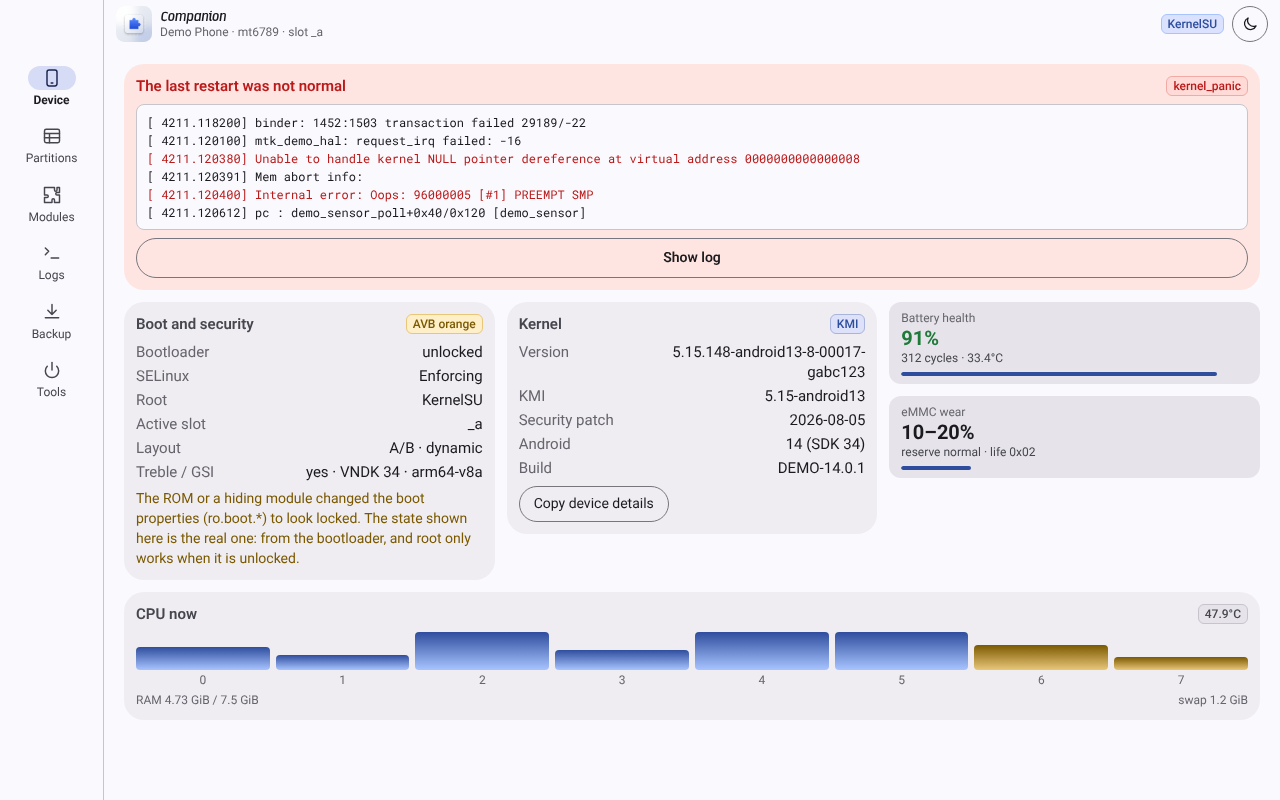 Companion
Demo Phone · mt6789 · slot _a
KernelSU
Device
Partitions
Modules
Logs
Backup
Tools
The last restart was not normal
kernel_panic
[ 4211.118200] binder: 1452:1503 transaction failed 29189/-22
[ 4211.120100] mtk_demo_hal: request_irq failed: -16
[ 4211.120380] Unable to handle kernel NULL pointer dereference at virtual address 0000000000000008
[ 4211.120391] Mem abort info:
[ 4211.120400] Internal error: Oops: 96000005 [#1] PREEMPT SMP
[ 4211.120612] pc : demo_sensor_poll+0x40/0x120 [demo_sensor]
Show log
Boot and security
AVB orange
Bootloader unlocked
SELinux Enforcing
Root KernelSU
Active slot _a
Layout A/B · dynamic
Treble / GSI yes · VNDK 34 · arm64-v8a
The ROM or a hiding module changed the boot
properties (ro.boot.*) to look locked. The state shown
here is the real one: from the bootloader, and root only
works when it is unlocked.
Kernel
KMI
Version 5.15.148-android13-8-00017-
gabc123
KMI 5.15-android13
Security patch 2026-08-05
Android 14 (SDK 34)
Build DEMO-14.0.1
Copy device details
Battery health
91%
312 cycles · 33.4°C
eMMC wear
10–20%
reserve normal · life 0x02
CPU now
47.9°C
0 1 2 3 4 5 6 7
RAM 4.73 GiB / 7.5 GiB
swap 1.2 GiB